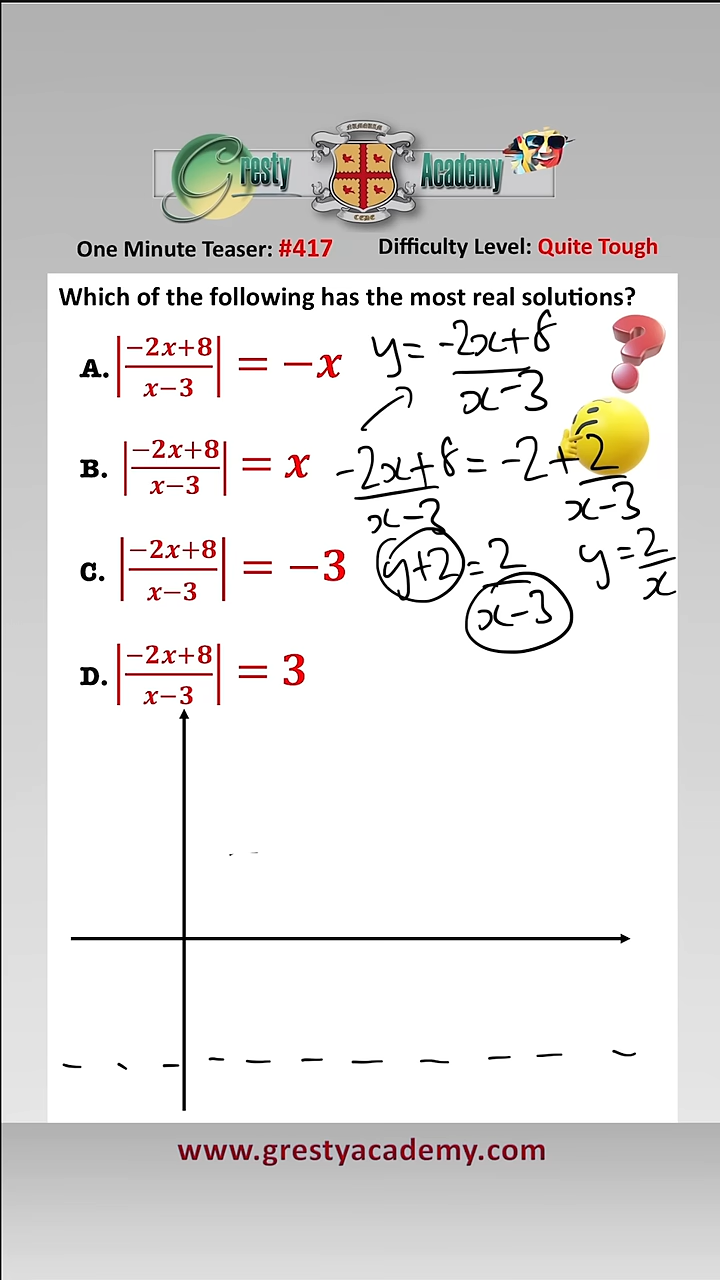 NUMORUM
Gresty Academy
CEDE
One Minute Teaser: #417 Difficulty Level: Quite Tough
Which of the following has the most real solutions?
A. |(−2x+8)/(x−3)| = −x
y = (-2x+8)/(x-3)
B. |(−2x+8)/(x−3)| = x
(-2x+8)/(x-3) = -2 + 2/(x-3)
C. |(−2x+8)/(x−3)| = −3
y+2 = 2/(x-3)
y = 2/x
D. |(−2x+8)/(x−3)| = 3
www.grestyacademy.com